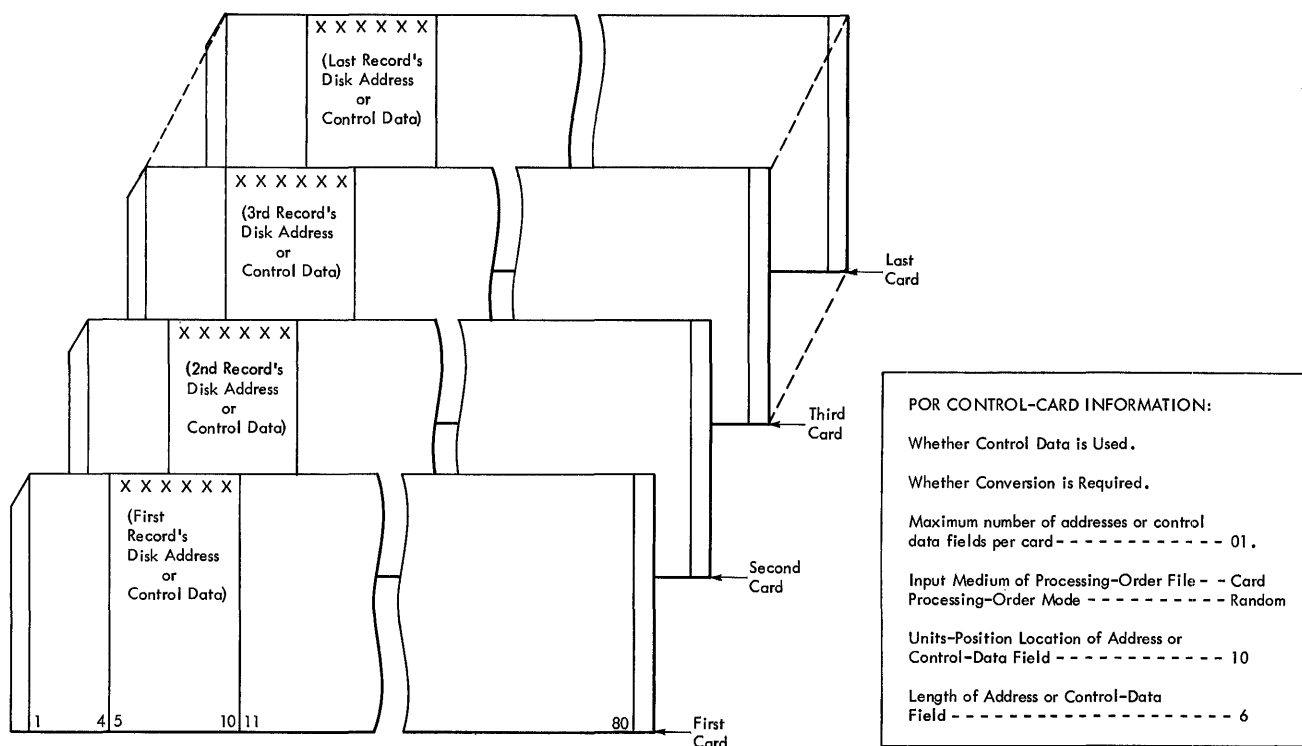 X X X X X X
(Last Record's
Disk Address
or
Control Data)
X X X X X X
(3rd Record's
Disk Address
or
Control Data)
Last
Card
X X X X X X
(2nd Record's
Disk Address
or
Control Data)
Third
Card
X X X X X X
(First
Record's
Disk Address
or
Control Data)
Second
Card
1 4 5 10 11 80
First
Card
POR CONTROL-CARD INFORMATION:
Whether Control Data is Used.
Whether Conversion is Required.
Maximum number of addresses or control
data fields per card - - - - - - - - - - - - - 01.
Input Medium of Processing-Order File - - Card
Processing-Order Mode - - - - - - - - - - Random
Units-Position Location of Address or
Control-Data Field - - - - - - - - - - - - - 10
Length of Address or Control-Data
Field - - - - - - - - - - - - - - - - - - - - - 6